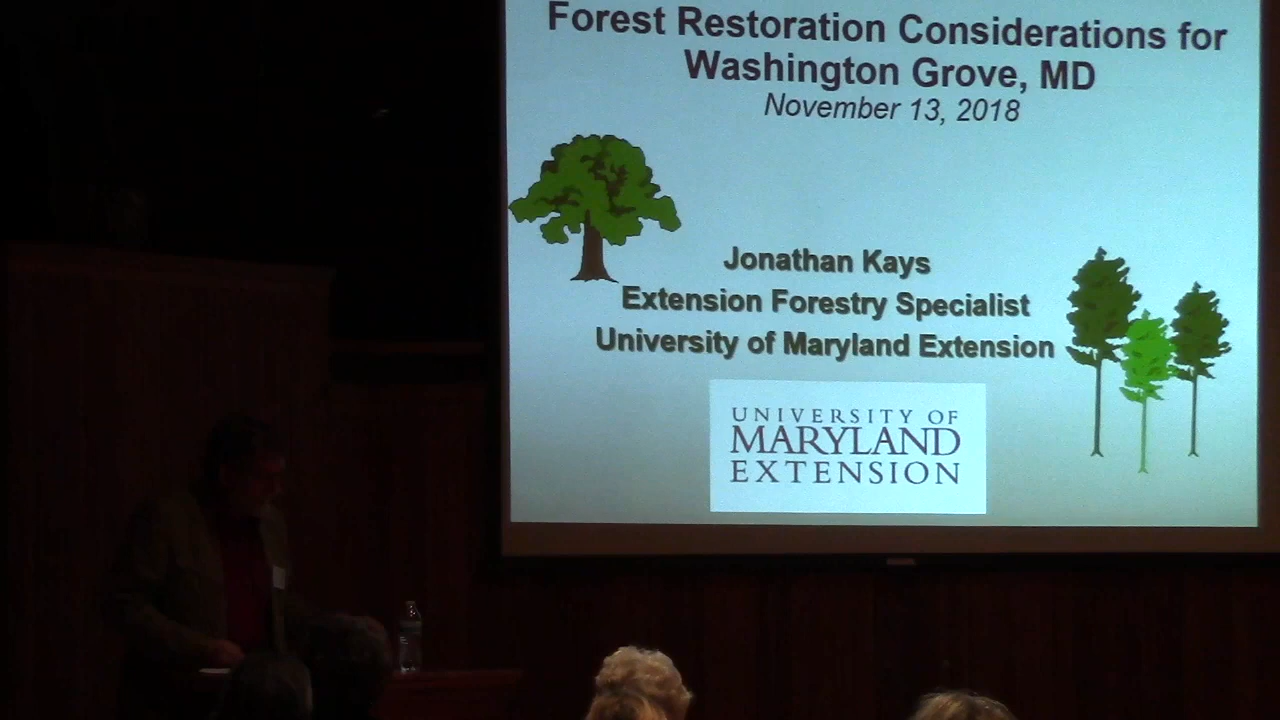 Forest Restoration Considerations for
Washington Grove, MD
November 13, 2018
Jonathan Kays
Extension Forestry Specialist
University of Maryland Extension
UNIVERSITY OF
MARYLAND
EXTENSION